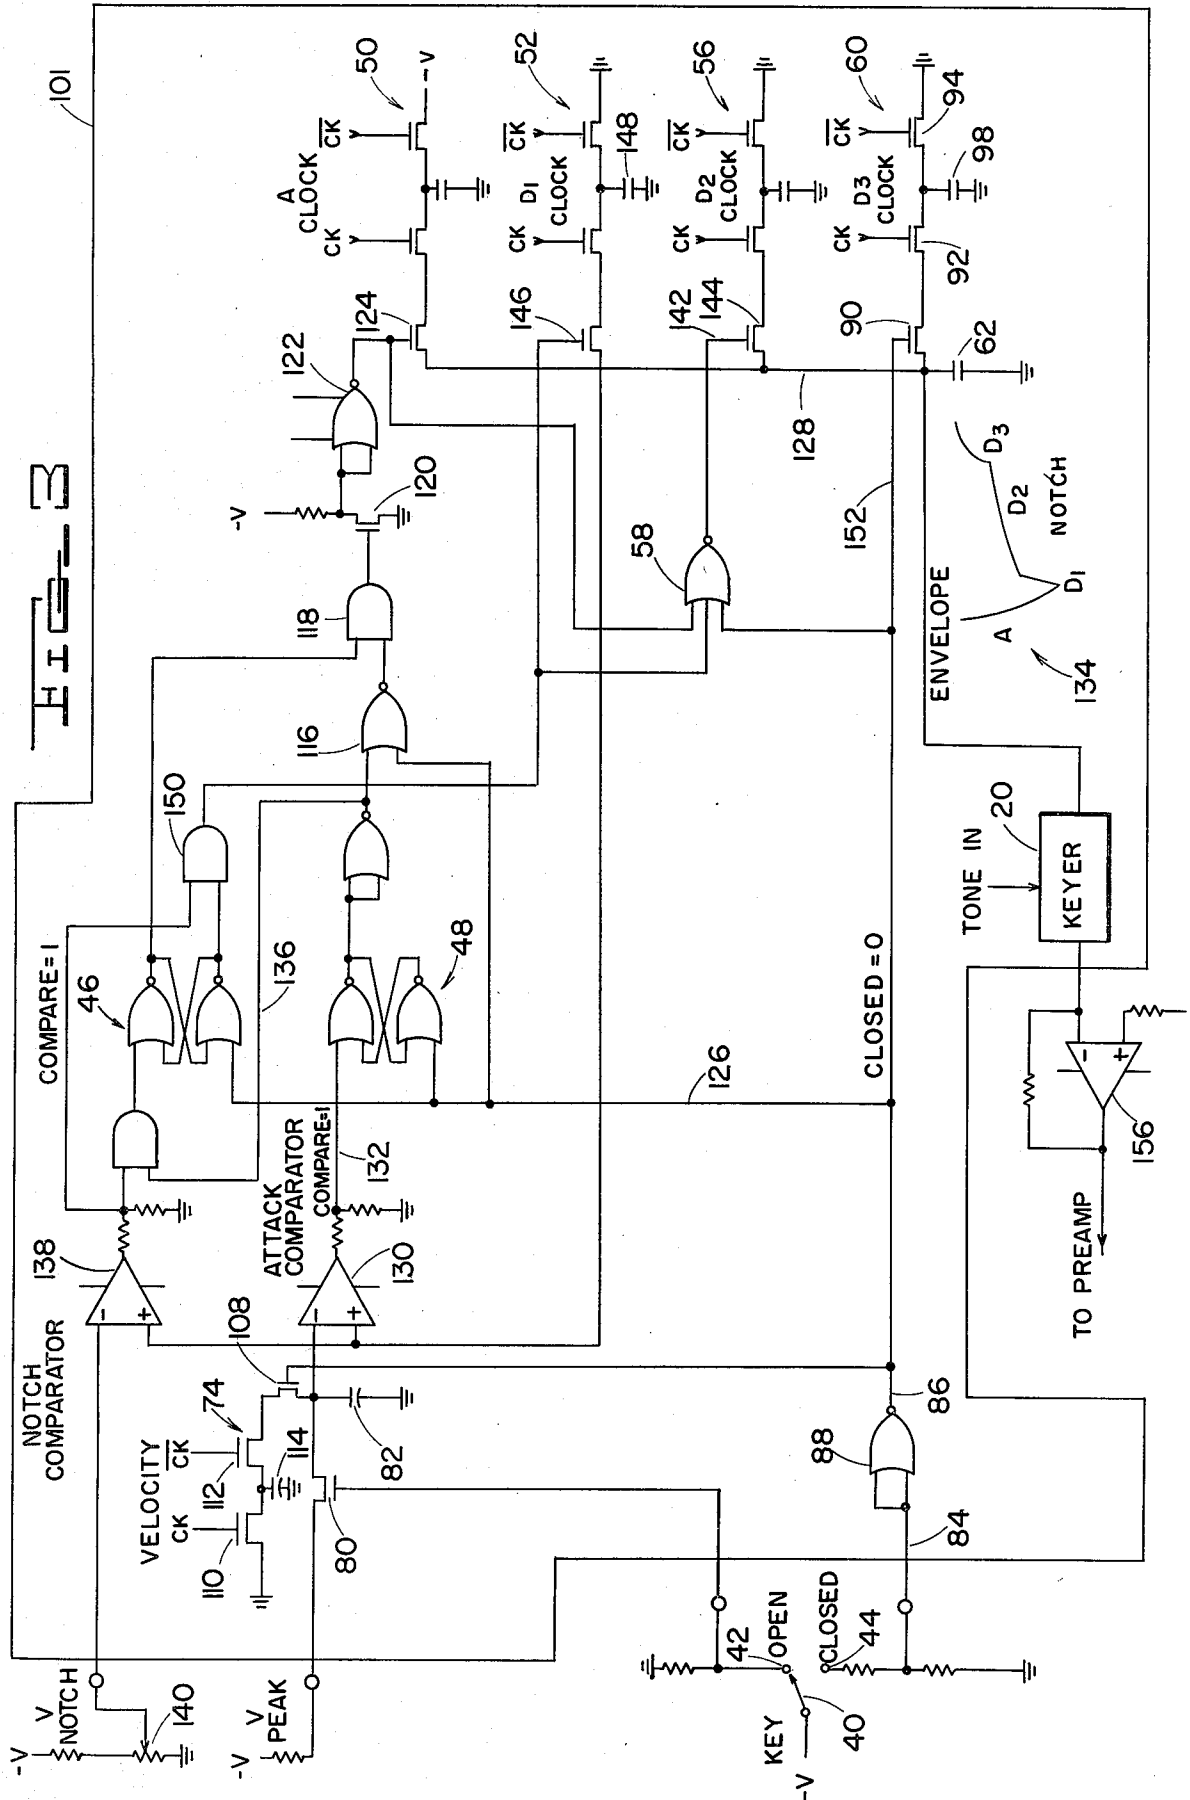 FIG_ 3
101
50
-V
CK
A
CLOCK
CK
124
122
-V
120
118
116
52
CK
148
D1
CLOCK
CK
146
56
CK
D2
CLOCK
CK
142
144
58
60
94
CK
98
D3
CLOCK
CK
92
90
62
128
152
ENVELOPE
A
D1
D2
D3
NOTCH
134
COMPARE=1
150
46
136
48
126
CLOSED=0
TONE IN
20
KEYER
-
+
156
TO PREAMP
NOTCH
COMPARATOR
138
-
+
ATTACK
COMPARATOR
COMPARE=1
132
130
-
+
108
74
VELOCITY
CK
CK
112
114
110
82
80
86
88
84
-V
V
NOTCH
140
-V
V
PEAK
42
OPEN
CLOSED
44
KEY
40
-V